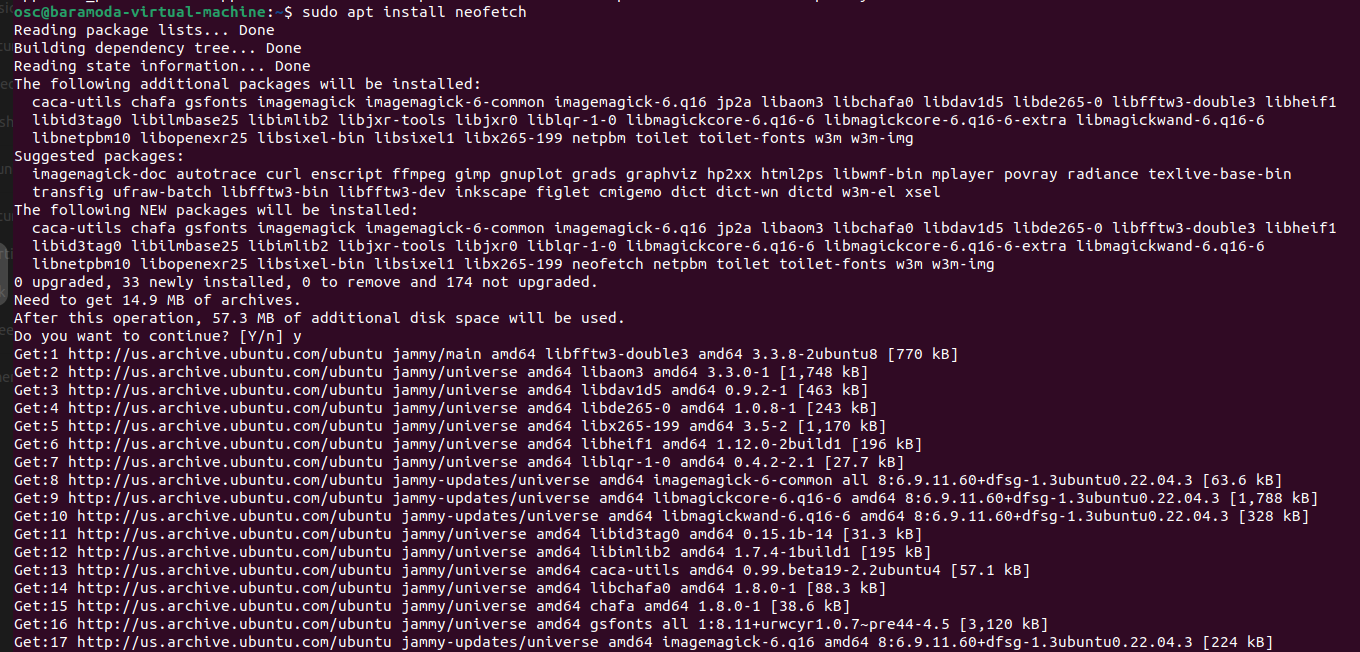 osc@baramoda-virtual-machine:~$ sudo apt install neofetch
Reading package lists... Done
Building dependency tree... Done
Reading state information... Done
The following additional packages will be installed:
  caca-utils chafa gsfonts imagemagick imagemagick-6-common imagemagick-6.q16 jp2a libaom3 libchafa0 libdav1d5 libde265-0 libfftw3-double3 libheif1
  libid3tag0 libilmbase25 libimlib2 libjxr-tools libjxr0 liblqr-1-0 libmagickcore-6.q16-6 libmagickcore-6.q16-6-extra libmagickwand-6.q16-6
  libnetpbm10 libopenexr25 libsixel-bin libsixel1 libx265-199 netpbm toilet toilet-fonts w3m w3m-img
Suggested packages:
  imagemagick-doc autotrace curl enscript ffmpeg gimp gnuplot grads graphviz hp2xx html2ps libwmf-bin mplayer povray radiance texlive-base-bin
  transfig ufraw-batch libfftw3-bin libfftw3-dev inkscape figlet cmigemo dict dict-wn dictd w3m-el xsel
The following NEW packages will be installed:
  caca-utils chafa gsfonts imagemagick imagemagick-6-common imagemagick-6.q16 jp2a libaom3 libchafa0 libdav1d5 libde265-0 libfftw3-double3 libheif1
  libid3tag0 libilmbase25 libimlib2 libjxr-tools libjxr0 liblqr-1-0 libmagickcore-6.q16-6 libmagickcore-6.q16-6-extra libmagickwand-6.q16-6
  libnetpbm10 libopenexr25 libsixel-bin libsixel1 libx265-199 neofetch netpbm toilet toilet-fonts w3m w3m-img
0 upgraded, 33 newly installed, 0 to remove and 174 not upgraded.
Need to get 14.9 MB of archives.
After this operation, 57.3 MB of additional disk space will be used.
Do you want to continue? [Y/n] y
Get:1 http://us.archive.ubuntu.com/ubuntu jammy/main amd64 libfftw3-double3 amd64 3.3.8-2ubuntu8 [770 kB]
Get:2 http://us.archive.ubuntu.com/ubuntu jammy/universe amd64 libaom3 amd64 3.3.0-1 [1,748 kB]
Get:3 http://us.archive.ubuntu.com/ubuntu jammy/universe amd64 libdav1d5 amd64 0.9.2-1 [463 kB]
Get:4 http://us.archive.ubuntu.com/ubuntu jammy/universe amd64 libde265-0 amd64 1.0.8-1 [243 kB]
Get:5 http://us.archive.ubuntu.com/ubuntu jammy/universe amd64 libx265-199 amd64 3.5-2 [1,170 kB]
Get:6 http://us.archive.ubuntu.com/ubuntu jammy/universe amd64 libheif1 amd64 1.12.0-2build1 [196 kB]
Get:7 http://us.archive.ubuntu.com/ubuntu jammy/universe amd64 liblqr-1-0 amd64 0.4.2-2.1 [27.7 kB]
Get:8 http://us.archive.ubuntu.com/ubuntu jammy-updates/universe amd64 imagemagick-6-common all 8:6.9.11.60+dfsg-1.3ubuntu0.22.04.3 [63.6 kB]
Get:9 http://us.archive.ubuntu.com/ubuntu jammy-updates/universe amd64 libmagickcore-6.q16-6 amd64 8:6.9.11.60+dfsg-1.3ubuntu0.22.04.3 [1,788 kB]
Get:10 http://us.archive.ubuntu.com/ubuntu jammy-updates/universe amd64 libmagickwand-6.q16-6 amd64 8:6.9.11.60+dfsg-1.3ubuntu0.22.04.3 [328 kB]
Get:11 http://us.archive.ubuntu.com/ubuntu jammy/universe amd64 libid3tag0 amd64 0.15.1b-14 [31.3 kB]
Get:12 http://us.archive.ubuntu.com/ubuntu jammy/universe amd64 libimlib2 amd64 1.7.4-1build1 [195 kB]
Get:13 http://us.archive.ubuntu.com/ubuntu jammy/universe amd64 caca-utils amd64 0.99.beta19-2.2ubuntu4 [57.1 kB]
Get:14 http://us.archive.ubuntu.com/ubuntu jammy/universe amd64 libchafa0 amd64 1.8.0-1 [88.3 kB]
Get:15 http://us.archive.ubuntu.com/ubuntu jammy/universe amd64 chafa amd64 1.8.0-1 [38.6 kB]
Get:16 http://us.archive.ubuntu.com/ubuntu jammy/universe amd64 gsfonts all 1:8.11+urwcyr1.0.7~pre44-4.5 [3,120 kB]
Get:17 http://us.archive.ubuntu.com/ubuntu jammy-updates/universe amd64 imagemagick-6.q16 amd64 8:6.9.11.60+dfsg-1.3ubuntu0.22.04.3 [224 kB]